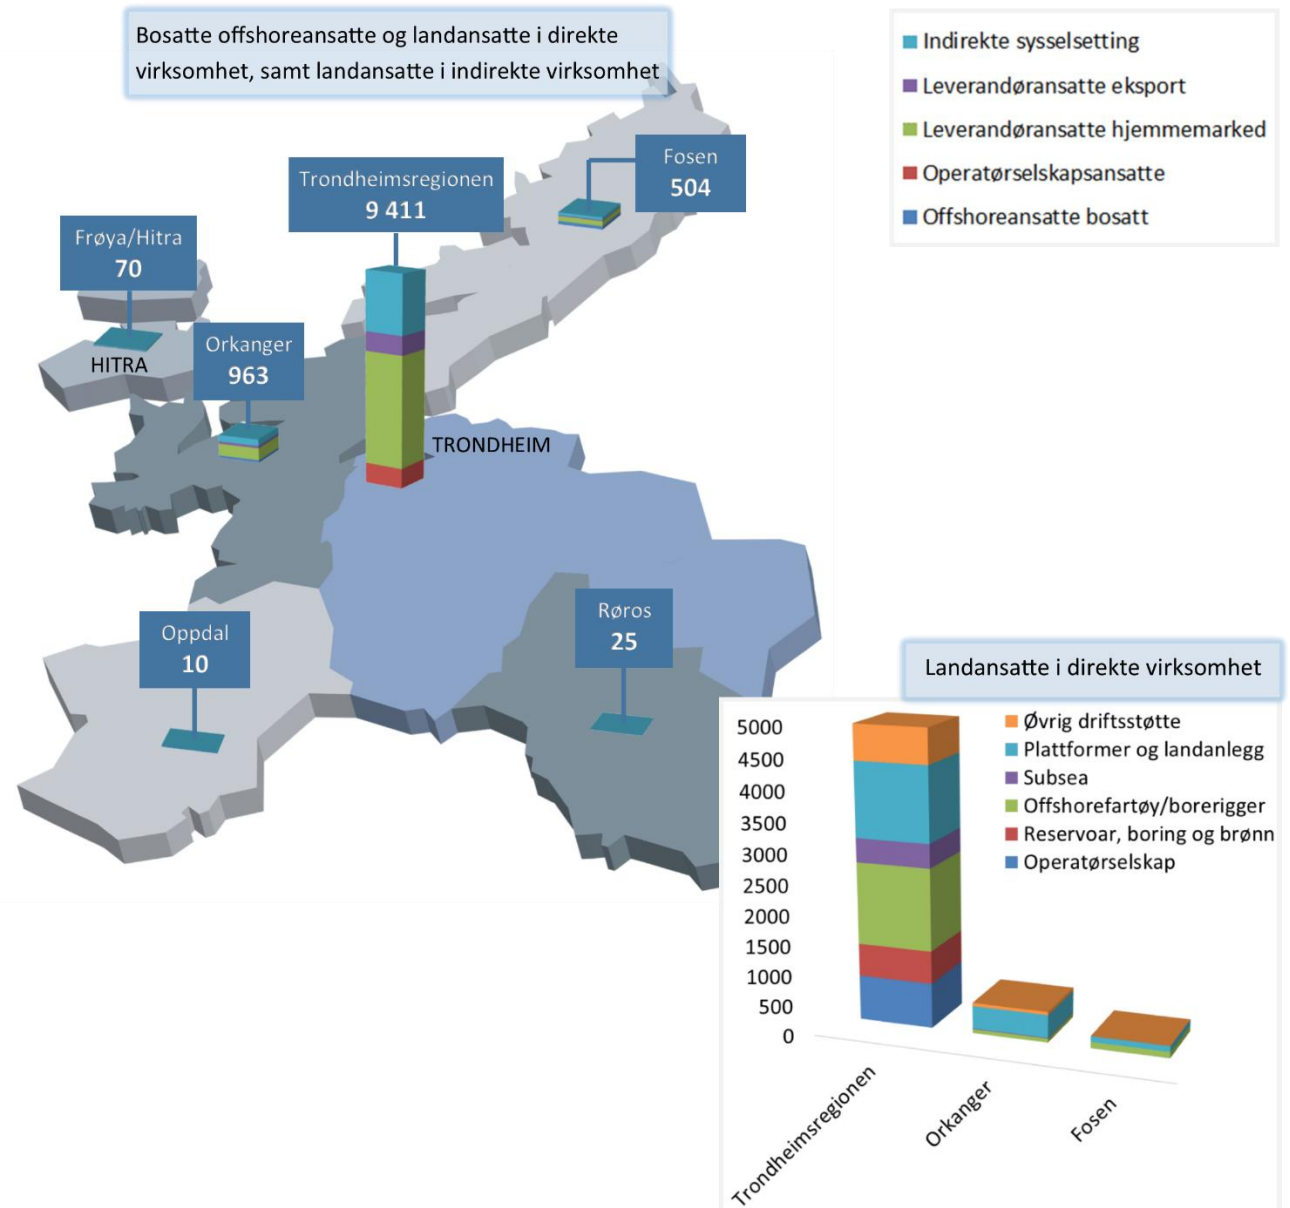 Bosatte offshoreansatte og landansatte i direkte
virksomhet, samt landansatte i indirekte virksomhet
Indirekte sysselsetting
Leverandøransatte eksport
Leverandøransatte hjemmemarked
Operatørselskapsansatte
Offshoreansatte bosatt
Fosen
504
Trondheimsregionen
9 411
Frøya/Hitra
70
Orkanger
963
HITRA
TRONDHEIM
Oppdal
10
Røros
25
Landansatte i direkte virksomhet
5000
4500
4000
3500
3000
2500
2000
1500
1000
500
0
Øvrig driftsstøtte
Plattformer og landanlegg
Subsea
Offshorefartøy/borerigger
Reservoar, boring og brønn
Operatørselskap
Trondheimsregionen
Orkanger
Fosen